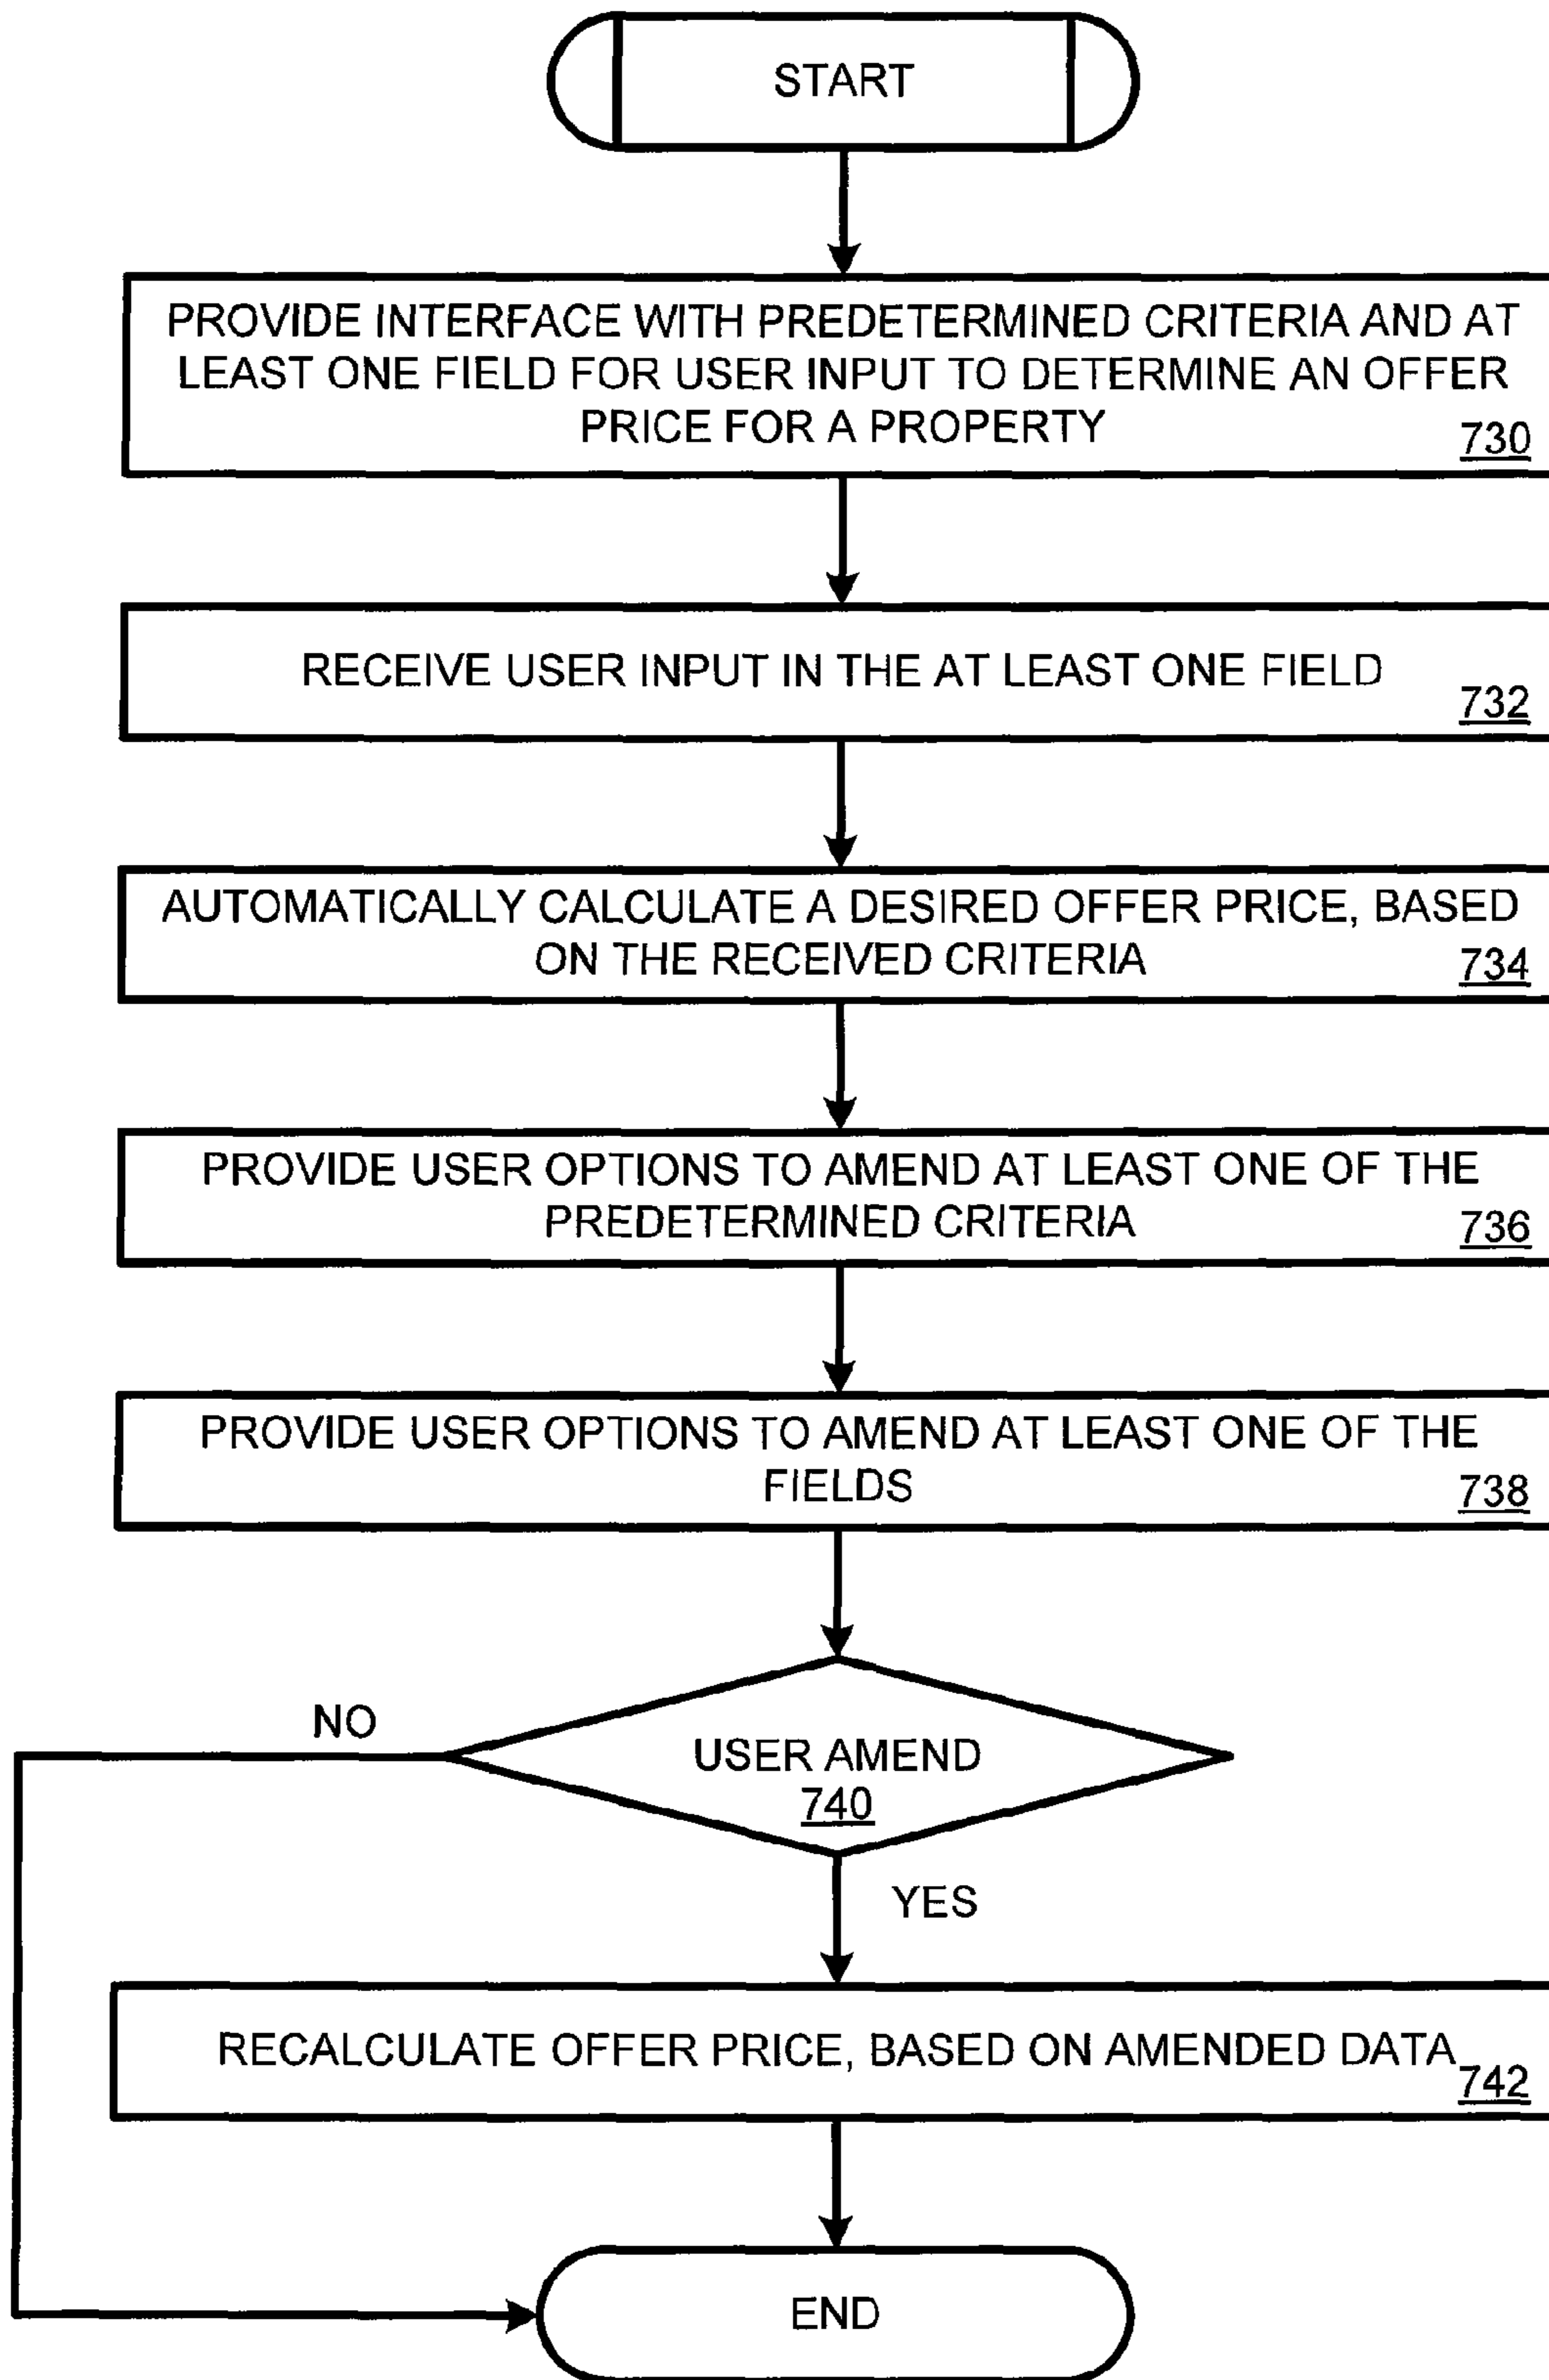 START
PROVIDE INTERFACE WITH PREDETERMINED CRITERIA AND AT
LEAST ONE FIELD FOR USER INPUT TO DETERMINE AN OFFER
PRICE FOR A PROPERTY
730
RECEIVE USER INPUT IN THE AT LEAST ONE FIELD
732
AUTOMATICALLY CALCULATE A DESIRED OFFER PRICE, BASED
ON THE RECEIVED CRITERIA
734
PROVIDE USER OPTIONS TO AMEND AT LEAST ONE OF THE
PREDETERMINED CRITERIA
736
PROVIDE USER OPTIONS TO AMEND AT LEAST ONE OF THE
FIELDS
738
NO
USER AMEND
740
YES
RECALCULATE OFFER PRICE, BASED ON AMENDED DATA
742
END